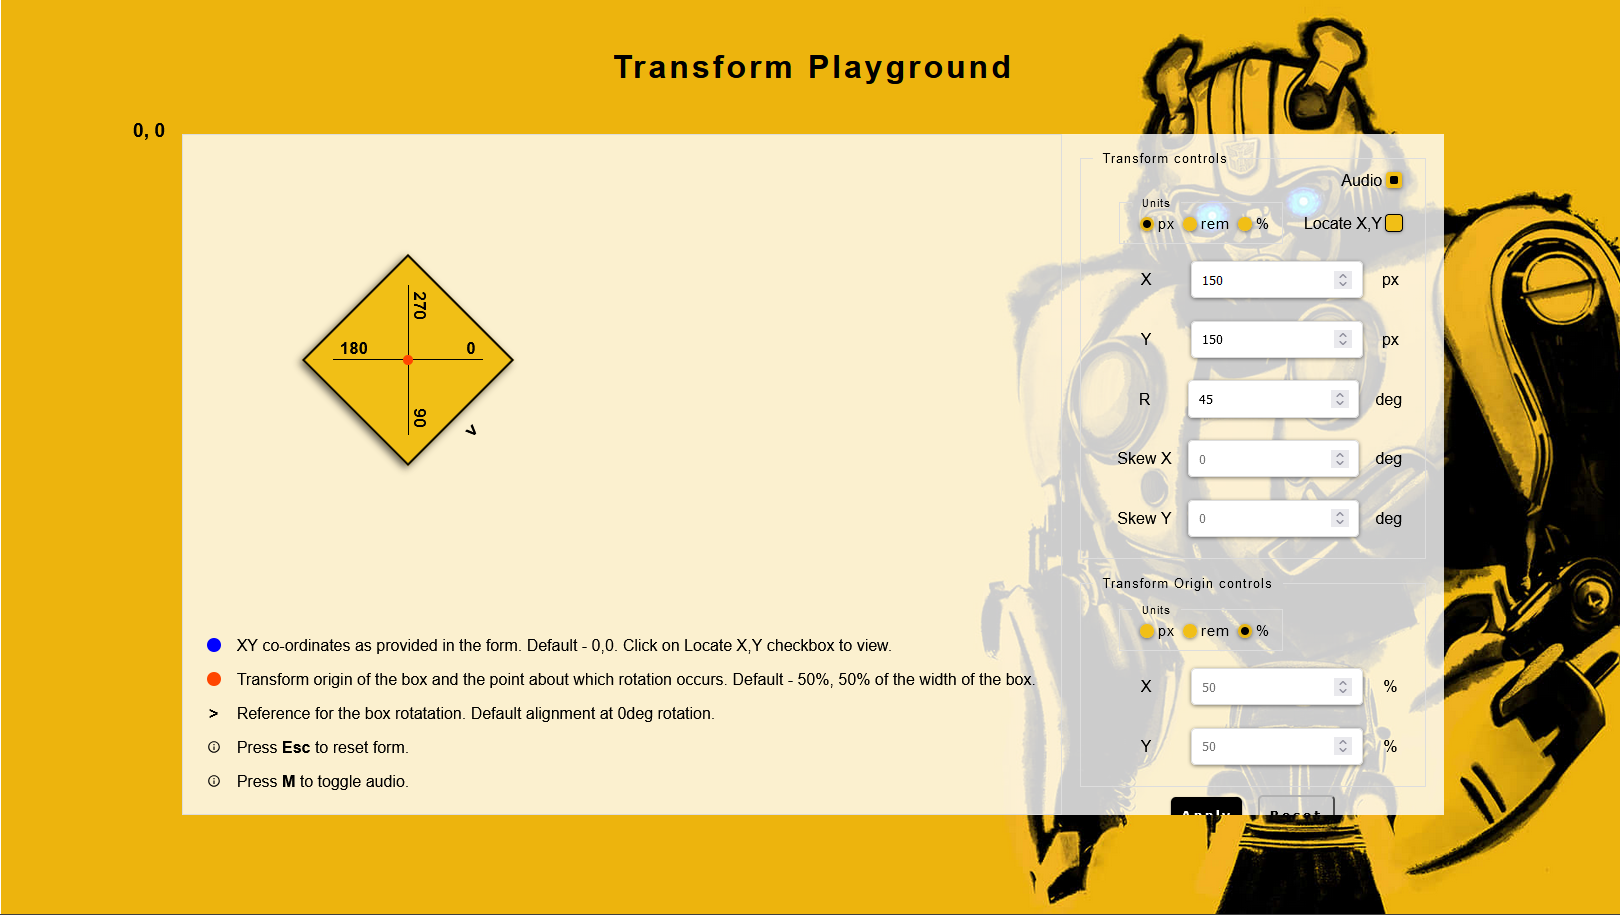 Transform Playground
0, 0
270
180
0
90
>
Transform controls
Audio
Units
px rem %
Locate X,Y
X 150 px
Y 150 px
R 45 deg
Skew X 0 deg
Skew Y 0 deg
Transform Origin controls
Units
px rem %
X 50 %
Y 50 %
Apply Reset
XY co-ordinates as provided in the form. Default - 0,0. Click on Locate X,Y checkbox to view.
Transform origin of the box and the point about which rotation occurs. Default - 50%, 50% of the width of the box.
> Reference for the box rotatation. Default alignment at 0deg rotation.
Press Esc to reset form.
Press M to toggle audio.